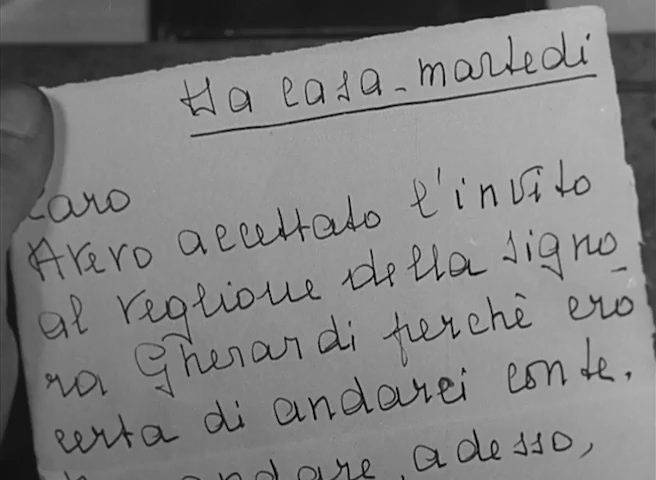 Da casa - martedi
Caro
Avevo accettato l'invito
al veglione della signo
ra Gherardi perchè ero
certa di andarci con te.
andare, adesso,